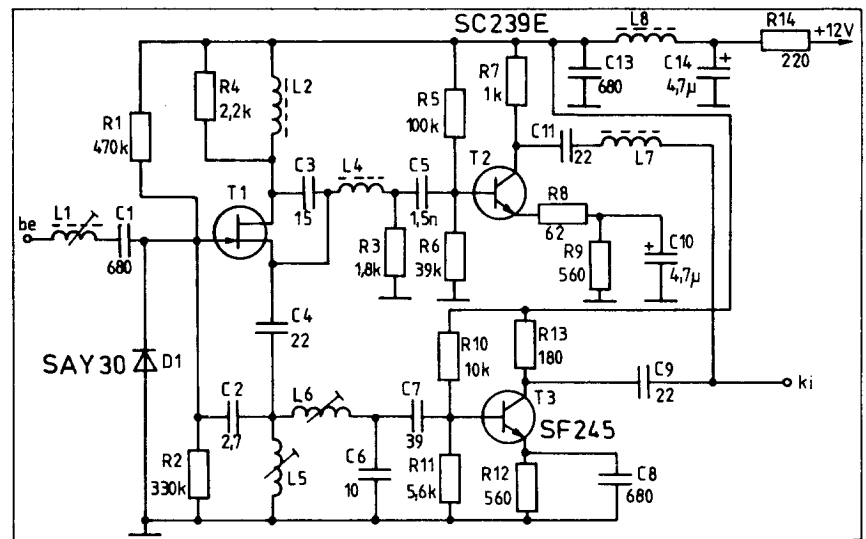 SC239E
L8
R14
+12V
220
C13
680
C14
+
4,7μ
R4
2,2k
L2
R7
1k
R5
100k
R1
470k
C11
22
L7
T2
C3
15
L4
C5
1,5n
T1
be
L1
C1
680
R8
62
R3
1,8k
R6
39k
R9
560
+
C10
4,7μ
C4
22
SAY30
D1
R10
10k
R13
180
C9
22
ki
C2
2,7
L6
C7
39
T3
SF245
R2
330k
L5
C6
10
R11
5,6k
R12
560
C8
680